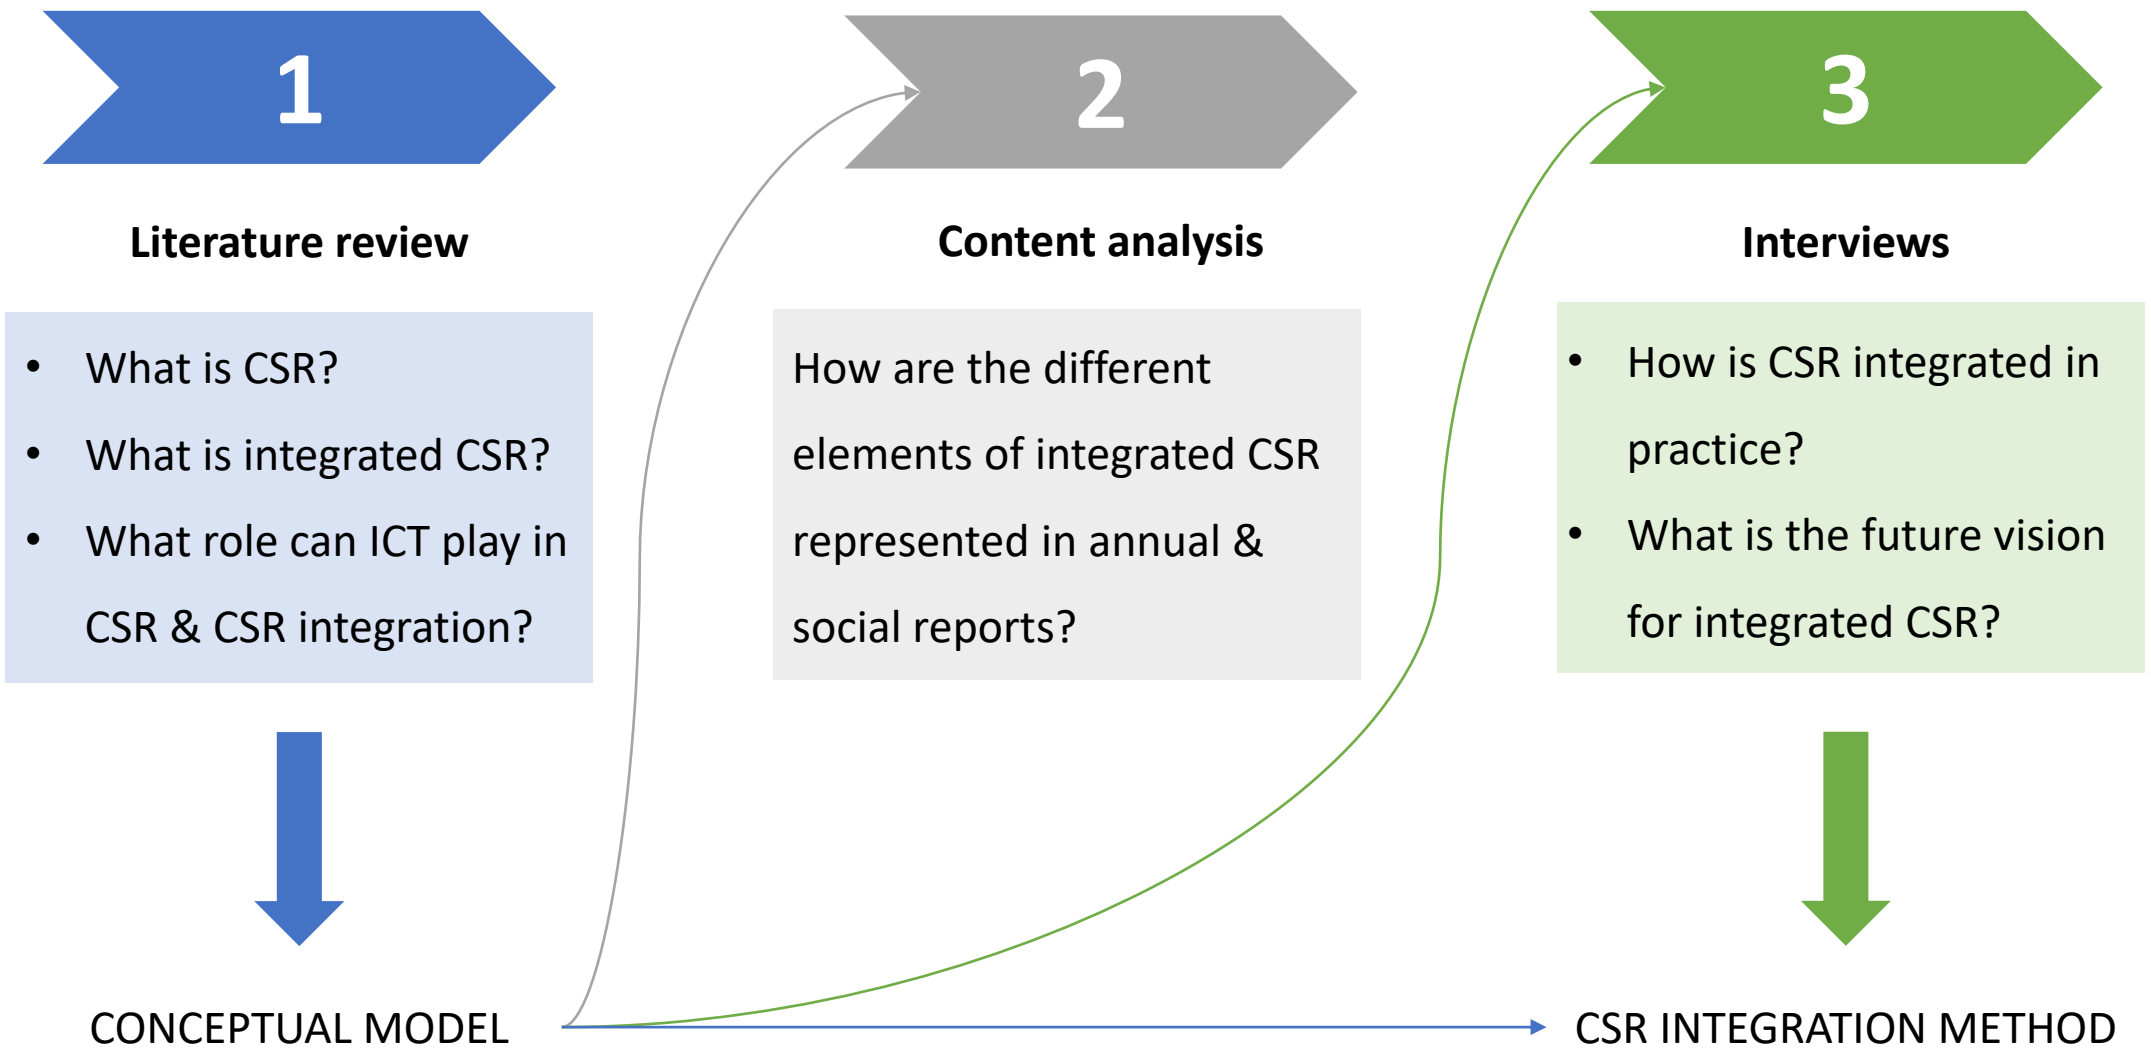 1
Literature review
• What is CSR?
• What is integrated CSR?
• What role can ICT play in
CSR & CSR integration?
CONCEPTUAL MODEL
2
Content analysis
How are the different
elements of integrated CSR
represented in annual &
social reports?
3
Interviews
• How is CSR integrated in
practice?
• What is the future vision
for integrated CSR?
CSR INTEGRATION METHOD